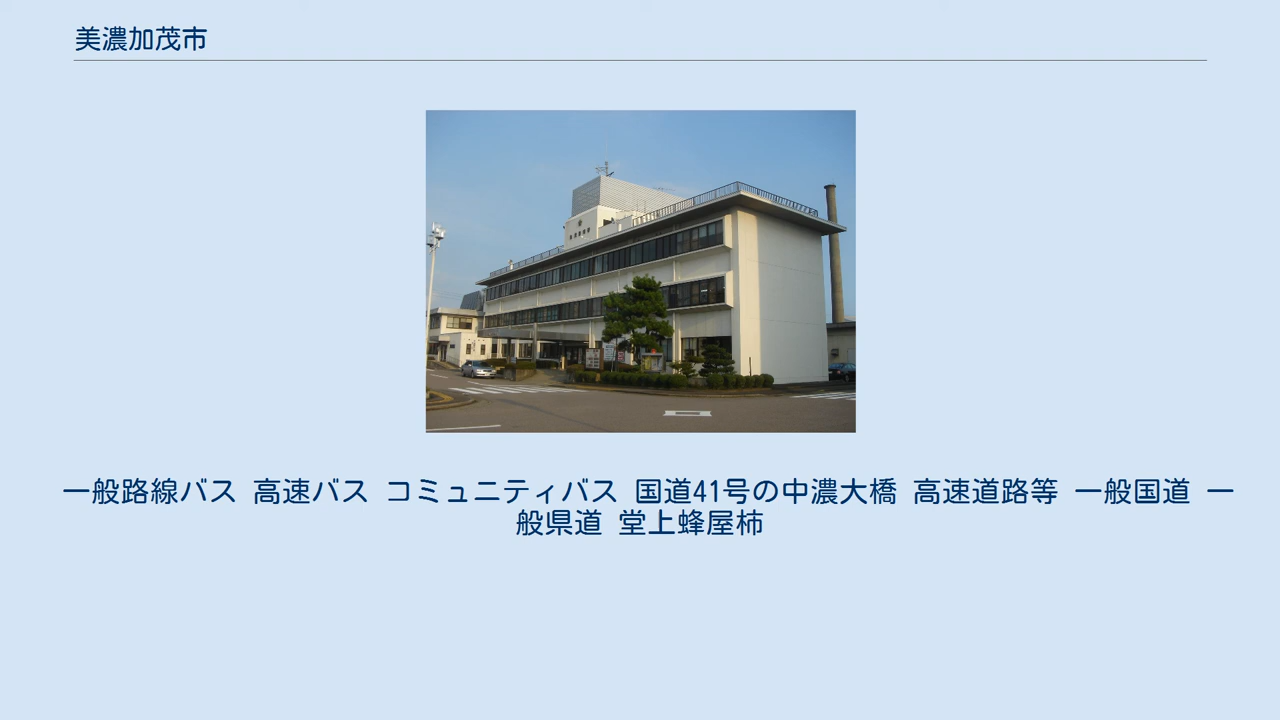 美濃加茂市
一般路線バス 高速バス コミュニティバス 国道41号の中濃大橋 高速道路等 一般国道 一
般県道 堂上蜂屋柿